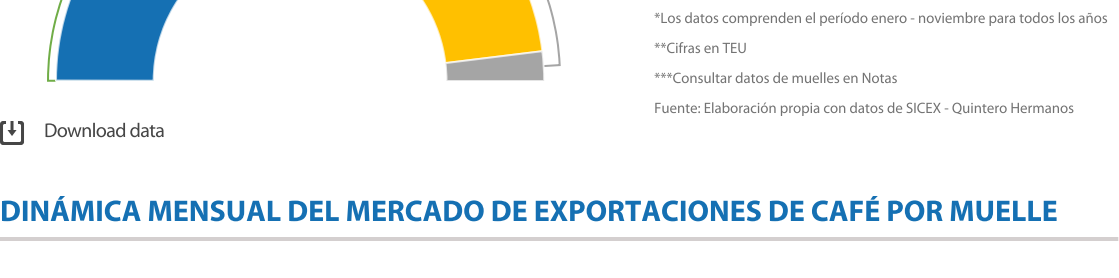 *Los datos comprenden el período enero - noviembre para todos los años
**Cifras en TEU
***Consultar datos de muelles en Notas
Fuente: Elaboración propia con datos de SICEX - Quintero Hermanos
Download data
DINÁMICA MENSUAL DEL MERCADO DE EXPORTACIONES DE CAFÉ POR MUELLE